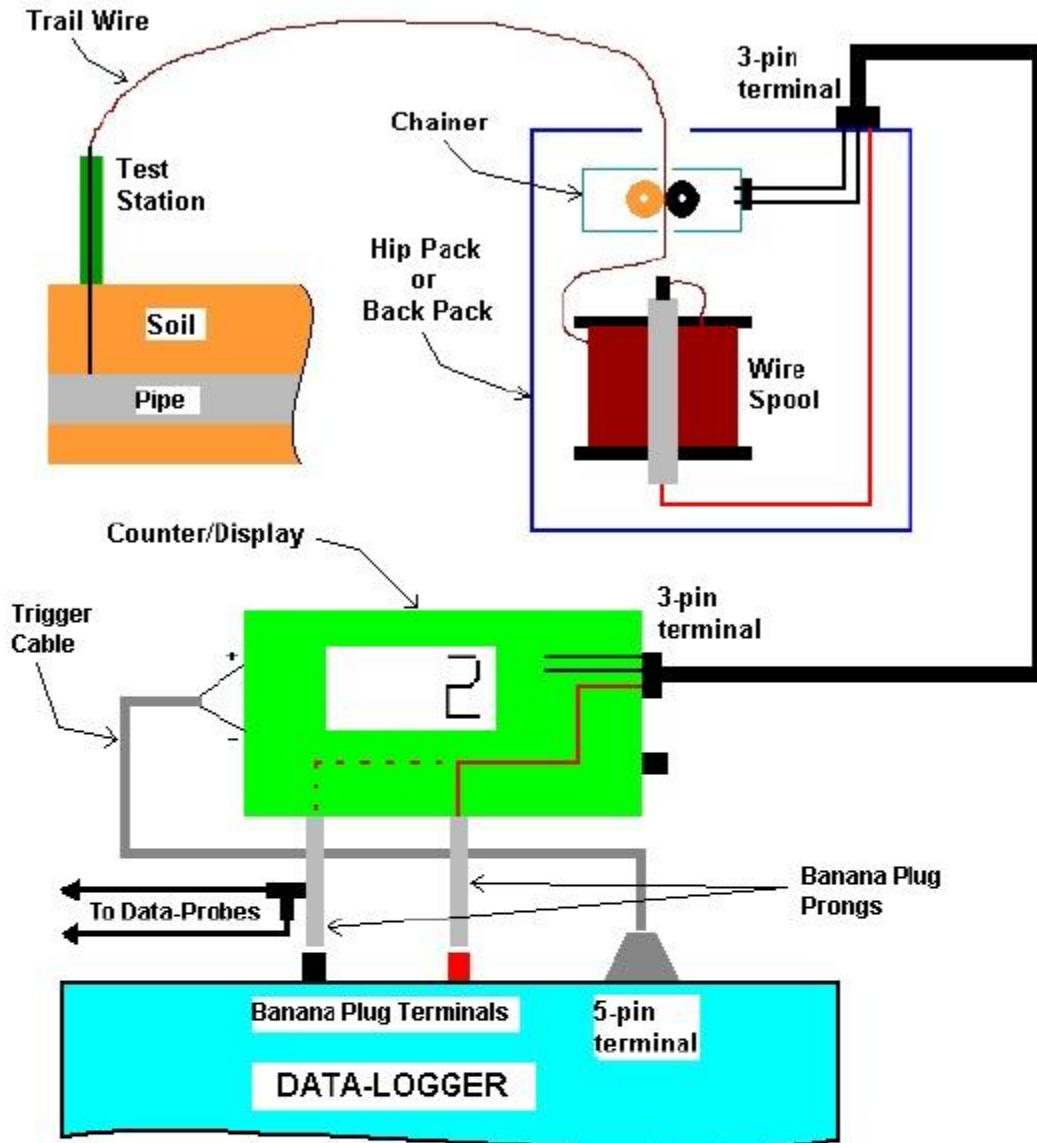 Trail Wire
3-pin
terminal
Chainer
Test
Station
Hip Pack
or
Back Pack
Soil
Wire
Spool
Pipe
Counter/Display
3-pin
terminal
Trigger
Cable
+
2
–
Banana Plug
Prongs
To Data-Probes
Banana Plug Terminals
5-pin
terminal
DATA-LOGGER